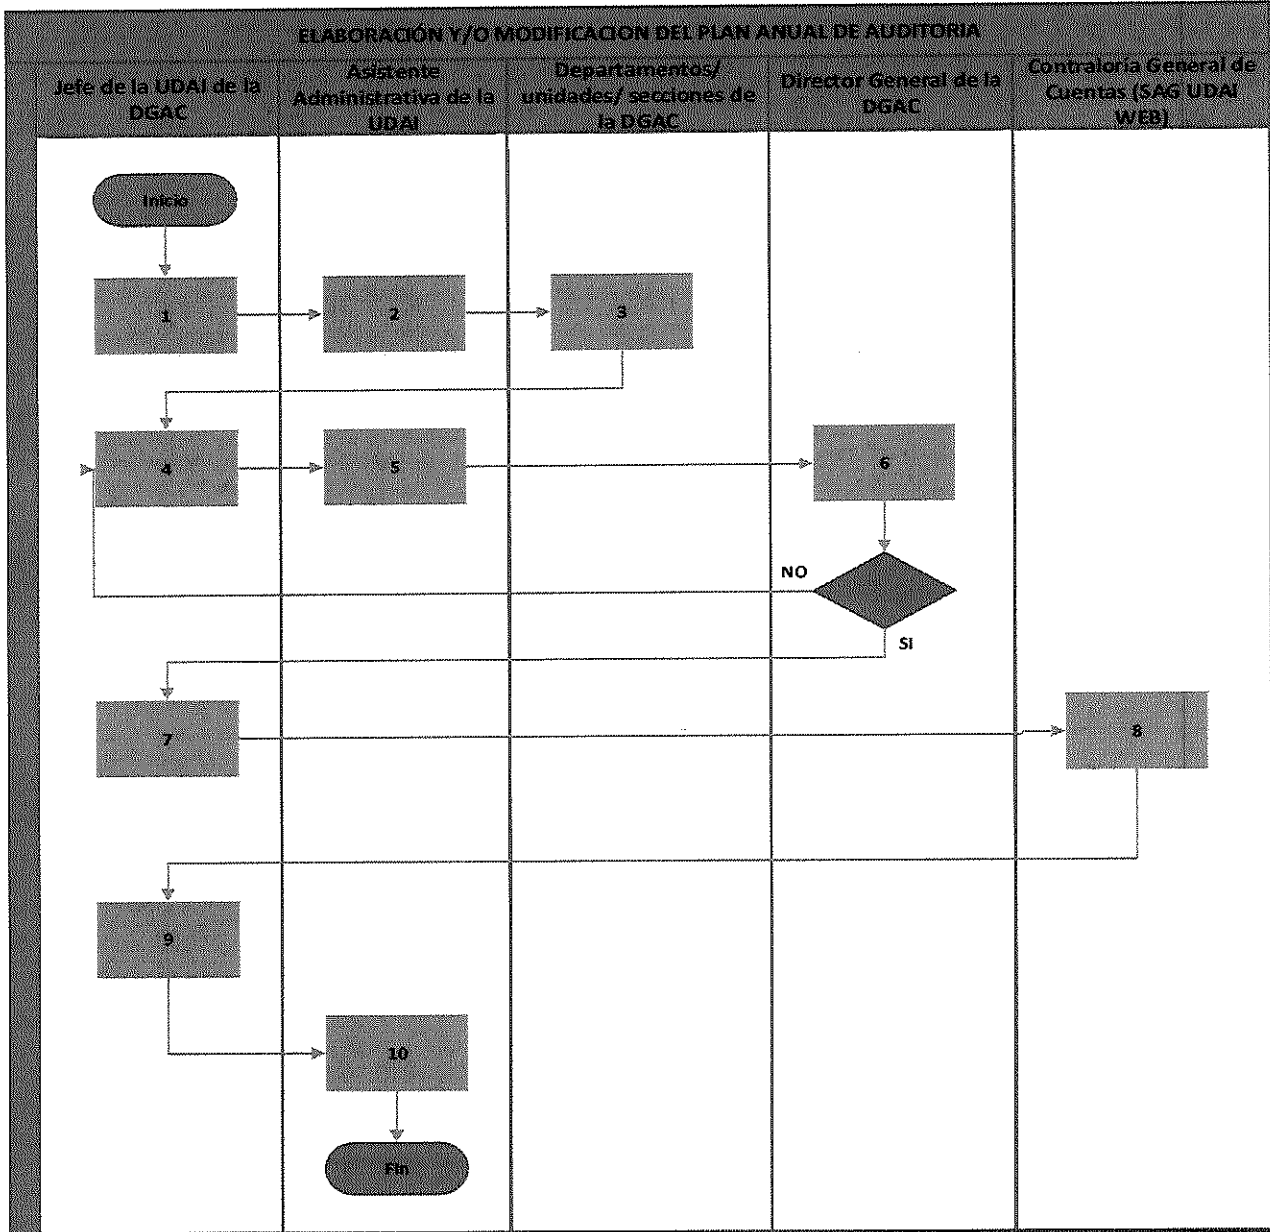 ELABORACIÓN Y/O MODIFICACION DEL PLAN ANUAL DE AUDITORIA
Jefe de la UDAI de la
DGAC
Asistente
Administrativa de la
UDAI
Departamentos/
unidades/ secciones de
la DGAC
Director General de la
DGAC
Contraloría General de
Cuentas (SAG UDAI
WEB)
Inicio
1
2
3
4
5
6
NO
SI
7
8
9
10
Fin